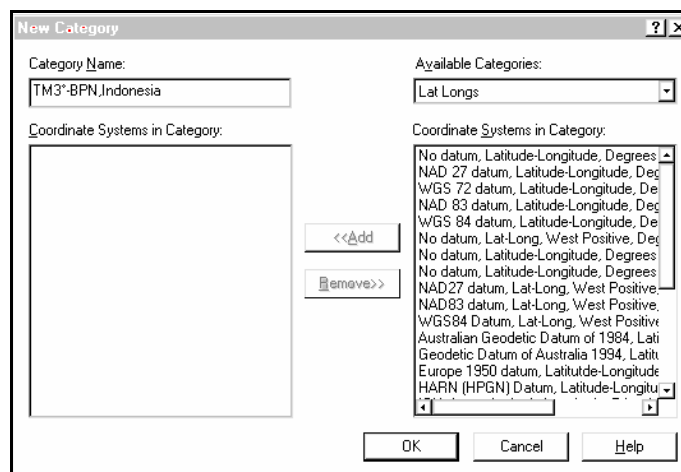 New Category
? X
Category Name:
TM3°-BPN,Indonesia
Coordinate Systems in Category:
<<Add
Remove>>
Available Categories:
Lat Longs
Coordinate Systems in Category:
No datum, Latitude-Longitude, Degrees
NAD 27 datum, Latitude-Longitude, Deg
WGS 72 datum, Latitude-Longitude, De
NAD 83 datum, Latitude-Longitude, Deg
WGS 84 datum, Latitude-Longitude, De
No datum, Lat-Long, West Positive, Deg
No datum, Latitude-Longitude, Degrees
No datum, Latitude-Longitude, Degrees
NAD27 datum, Lat-Long, West Positive,
NAD83 datum, Lat-Long, West Positive,
WGS84 Datum, Lat-Long, West Positive
Australian Geodetic Datum of 1984, Lati
Geodetic Datum of Australia 1994, Latitu
Europe 1950 datum, Latitutde-Longitude
HARN (HPGN) Datum, Latitude-Longitu
OK
Cancel
Help